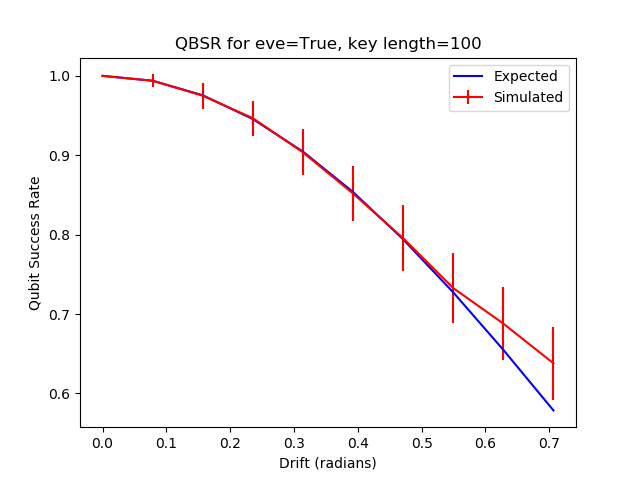 QBSR for eve=True, key length=100
Expected
Simulated
1.0
0.9
0.8
0.7
0.6
Qubit Success Rate
0.0 0.1 0.2 0.3 0.4 0.5 0.6 0.7
Drift (radians)